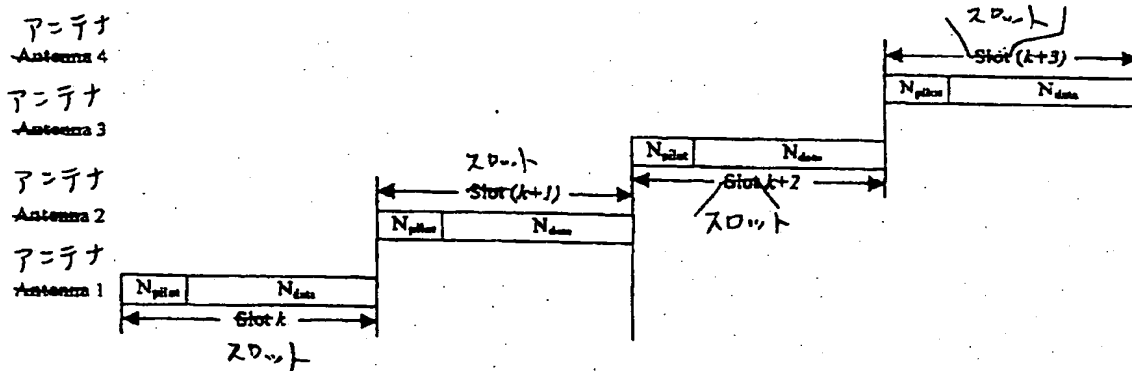 アンテナ
Antenna 4
スロット
Slot (k+3)
N_pilot N_data
アンテナ
Antenna 3
N_pilot N_data
スロット
Slot (k+1)
Slot k+2
スロット
アンテナ
Antenna 2
N_pilot N_data
アンテナ
Antenna 1
N_pilot N_data
Slot k
スロット